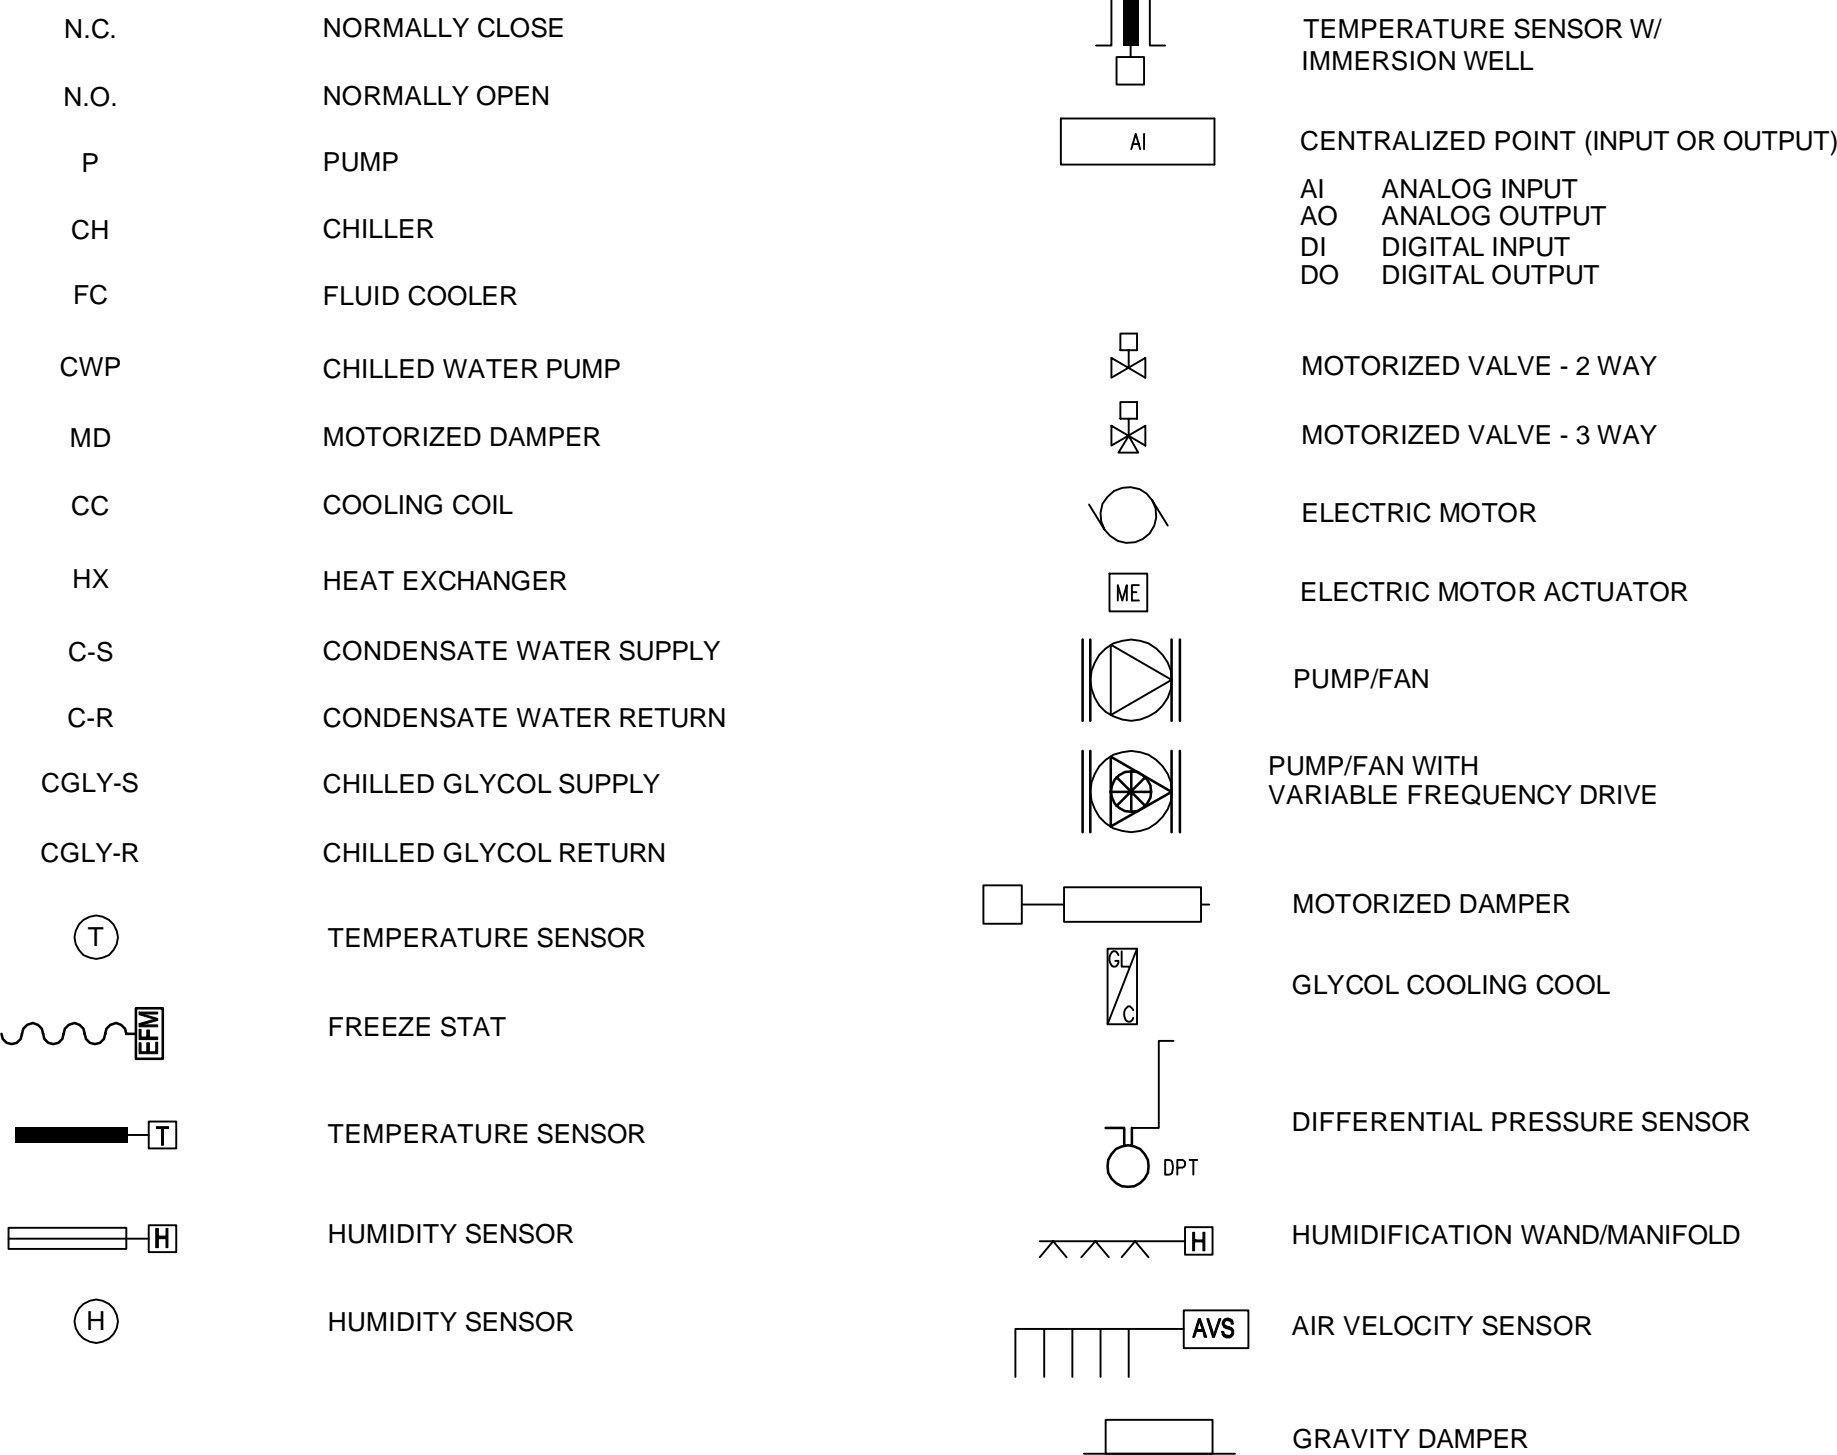 N.C. NORMALLY CLOSE
N.O. NORMALLY OPEN
P PUMP
CH CHILLER
FC FLUID COOLER
CWP CHILLED WATER PUMP
MD MOTORIZED DAMPER
CC COOLING COIL
HX HEAT EXCHANGER
C-S CONDENSATE WATER SUPPLY
C-R CONDENSATE WATER RETURN
CGLY-S CHILLED GLYCOL SUPPLY
CGLY-R CHILLED GLYCOL RETURN
T TEMPERATURE SENSOR
EFM FREEZE STAT
T TEMPERATURE SENSOR
H HUMIDITY SENSOR
H HUMIDITY SENSOR
TEMPERATURE SENSOR W/
IMMERSION WELL
AI CENTRALIZED POINT (INPUT OR OUTPUT)
AI ANALOG INPUT
AO ANALOG OUTPUT
DI DIGITAL INPUT
DO DIGITAL OUTPUT
MOTORIZED VALVE - 2 WAY
MOTORIZED VALVE - 3 WAY
ELECTRIC MOTOR
ME ELECTRIC MOTOR ACTUATOR
PUMP/FAN
PUMP/FAN WITH
VARIABLE FREQUENCY DRIVE
MOTORIZED DAMPER
GL
C
GLYCOL COOLING COOL
DIFFERENTIAL PRESSURE SENSOR
DPT
H HUMIDIFICATION WAND/MANIFOLD
AVS AIR VELOCITY SENSOR
GRAVITY DAMPER